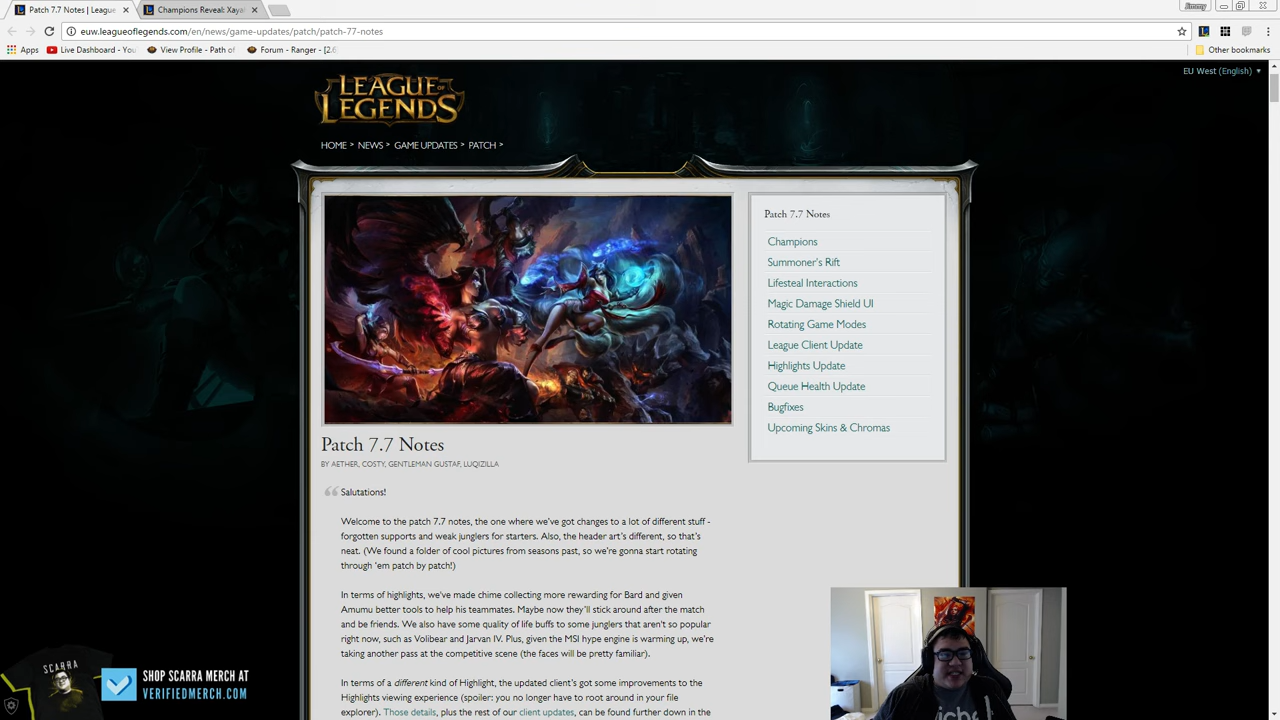 Patch 7.7 Notes | Leagu
Champions Reveal: Xaya
Jimmy
euw.leagueoflegends.com/en/news/game-updates/patch/patch-77-notes
Apps
Live Dashboard - You
View Profile - Path of
Forum - Ranger - [2.6
Other bookmarks
EU West (English)
LEAGUE OF
LEGENDS
HOME > NEWS > GAME UPDATES > PATCH >
Patch 7.7 Notes
Champions
Summoner's Rift
Lifesteal Interactions
Magic Damage Shield UI
Rotating Game Modes
League Client Update
Highlights Update
Queue Health Update
Bugfixes
Upcoming Skins & Chromas
Patch 7.7 Notes
BY AETHER, COSTY, GENTLEMAN GUSTAF, LUQIZILLA
Salutations!
Welcome to the patch 7.7 notes, the one where we've got changes to a lot of different stuff -
forgotten supports and weak junglers for starters. Also, the header art's different, so that's
neat. (We found a folder of cool pictures from seasons past, so we're gonna start rotating
through 'em patch by patch!)
In terms of highlights, we've made chime collecting more rewarding for Bard and given
Amumu better tools to help his teammates. Maybe now they'll stick around after the match
and be friends. We also have some quality of life buffs to some junglers that aren't so popular
right now, such as Volibear and Jarvan IV. Plus, given the MSI hype engine is warming up, we're
taking another pass at the competitive scene (the faces will be pretty familiar).
In terms of a different kind of Highlight, the updated client's got some improvements to the
Highlights viewing experience (spoiler: you no longer have to root around in your file
explorer). Those details, plus the rest of our client updates, can be found further down in the
SCARRA
SHOP SCARRA MERCH AT
VERIFIEDMERCH.COM